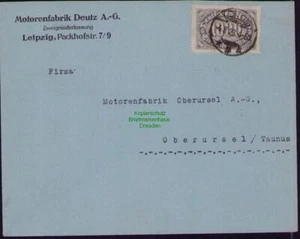 Motorenfabrik Deutz A.-G.
Zweigniederlassung
Leipzig, Packhofstr. 7/9
Firma
Motorenfabrik Oberursel A.-G.,
Kopierschutz
Briefmarkenhaus
Dresden
Oberursel/Taunus